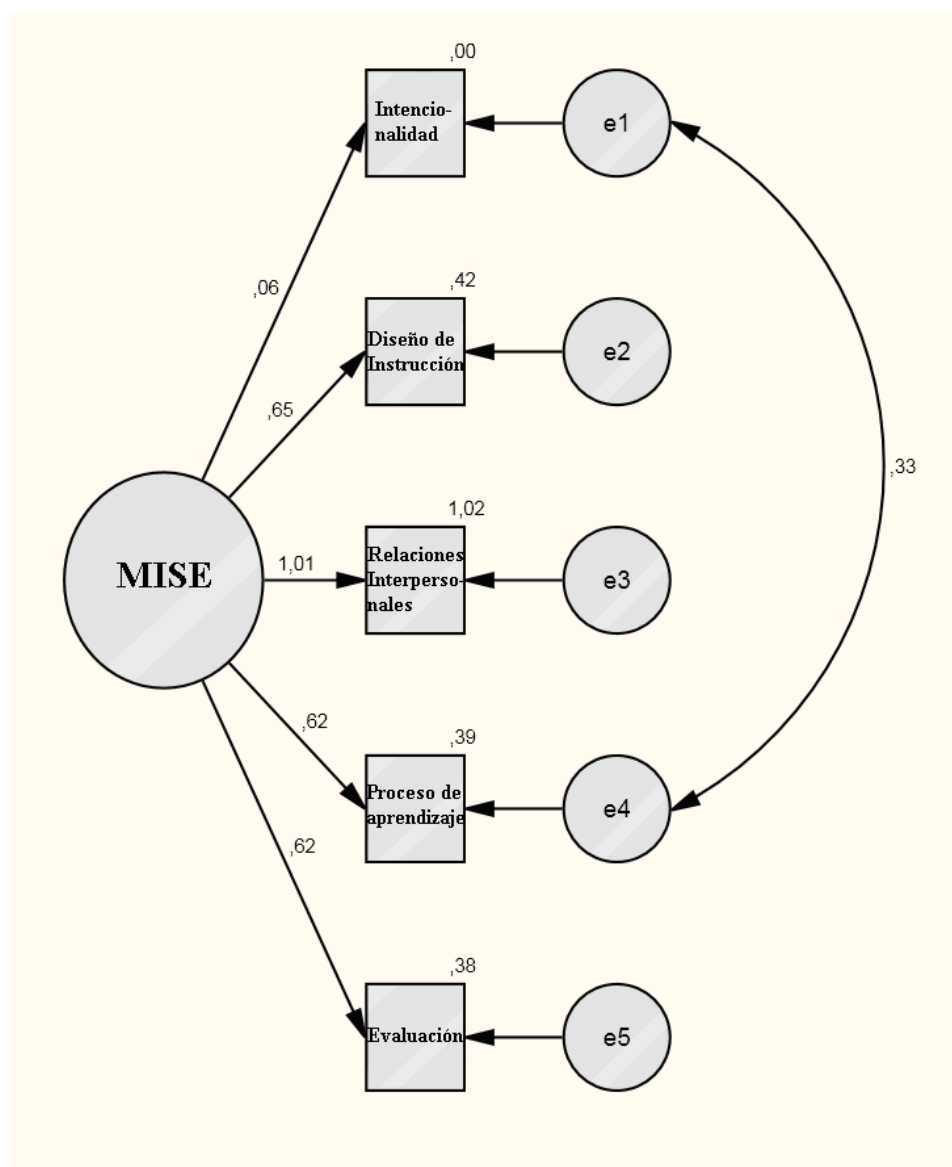 ,00
Intencio-
nalidad
e1
,06
,42
Diseño de
Instrucción
e2
,65
,33
1,02
Relaciones
Interperso-
nales
e3
MISE
1,01
,62
,39
Proceso de
aprendizaje
e4
,62
,38
Evaluación
e5